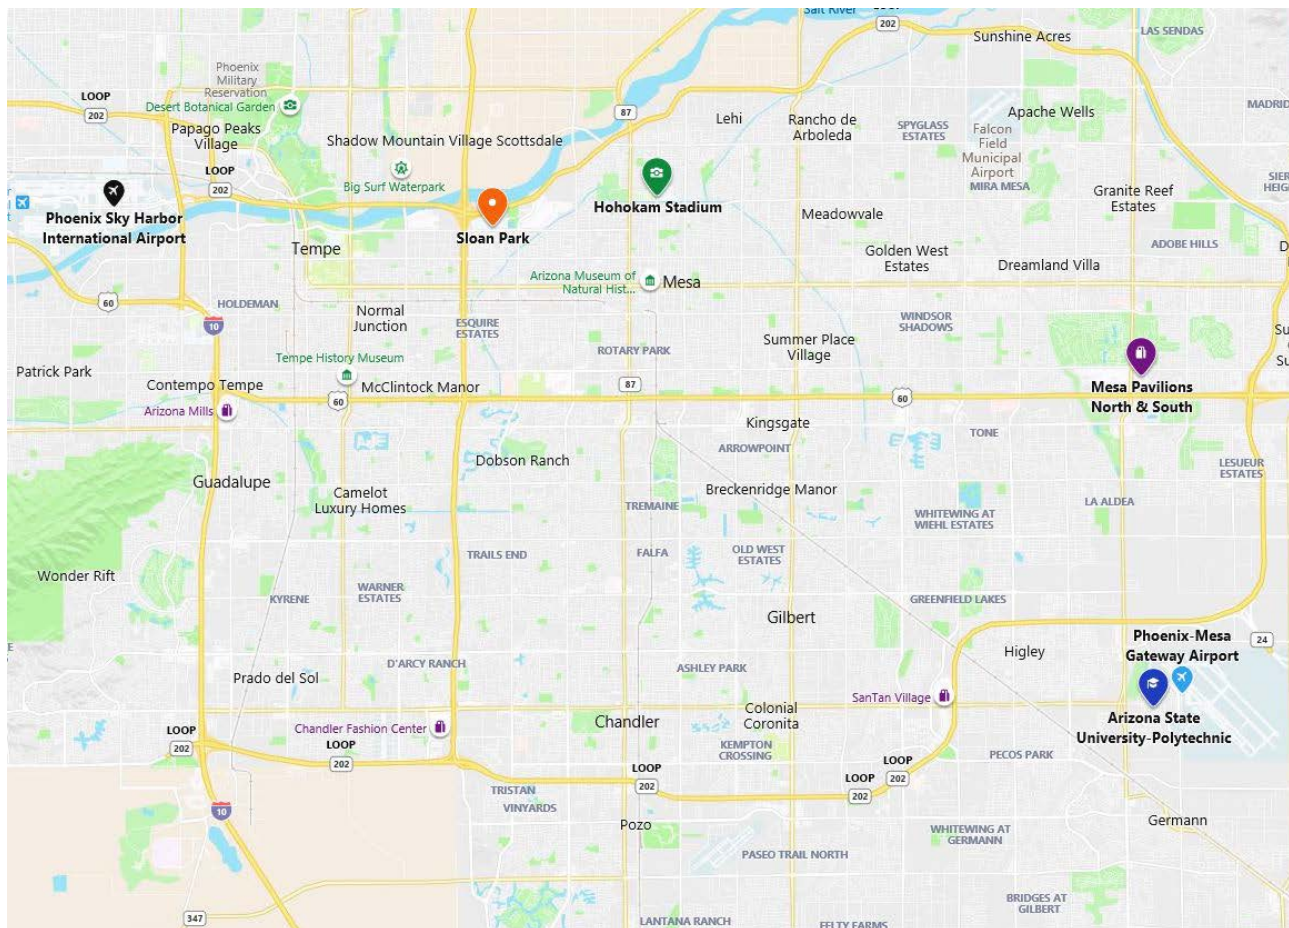 Salt River
202
Sunshine Acres
LAS SENDAS
Phoenix
Military
Reservation
LOOP
202
Desert Botanical Garden
87
Lehi
Rancho de
Arboleda
Apache Wells
MADRID
SPYGLASS
ESTATES
Falcon
Field
Municipal
Airport
Papago Peaks
Village
Shadow Mountain Village Scottsdale
LOOP
202
Big Surf Waterpark
MIRA MESA
Granite Reef
Estates
Phoenix Sky Harbor
International Airport
Sloan Park
Hohokam Stadium
Meadowvale
Tempe
Golden West
Estates
ADOBE HILLS
Dreamland Villa
Arizona Museum of
Natural Hist...
Mesa
60
HOLDEMAN
10
Normal
Junction
ESQUIRE
ESTATES
WINDSOR
SHADOWS
Summer Place
Village
ROTARY PARK
Tempe History Museum
Patrick Park
Contempo Tempe
McClintock Manor
87
60
60
Mesa Pavilions
North & South
Arizona Mills
Kingsgate
TONE
ARROWPOINT
Dobson Ranch
LESUEUR
ESTATES
Guadalupe
Camelot
Luxury Homes
Breckenridge Manor
TREMAINE
WHITEWING AT
WIEHL ESTATES
LA ALDEA
TRAILS END
FALFA
OLD WEST
ESTATES
Wonder Rift
KYRENE
WARNER
ESTATES
GREENFIELD LAKES
Gilbert
24
Phoenix-Mesa
Gateway Airport
Higley
D'ARCY RANCH
ASHLEY PARK
Prado del Sol
SanTan Village
Colonial
Coronita
Arizona State
University-Polytechnic
Chandler
Chandler Fashion Center
LOOP
202
LOOP
202
KEMPTON
CROSSING
PECOS PARK
LOOP
202
LOOP
202
LOOP
202
TRISTAN
VINYARDS
10
Pozo
Germann
WHITEWING AT
GERMANN
PASEO TRAIL NORTH
BRIDGES AT
GILBERT
347
LANTANA RANCH
FELTY FARMS